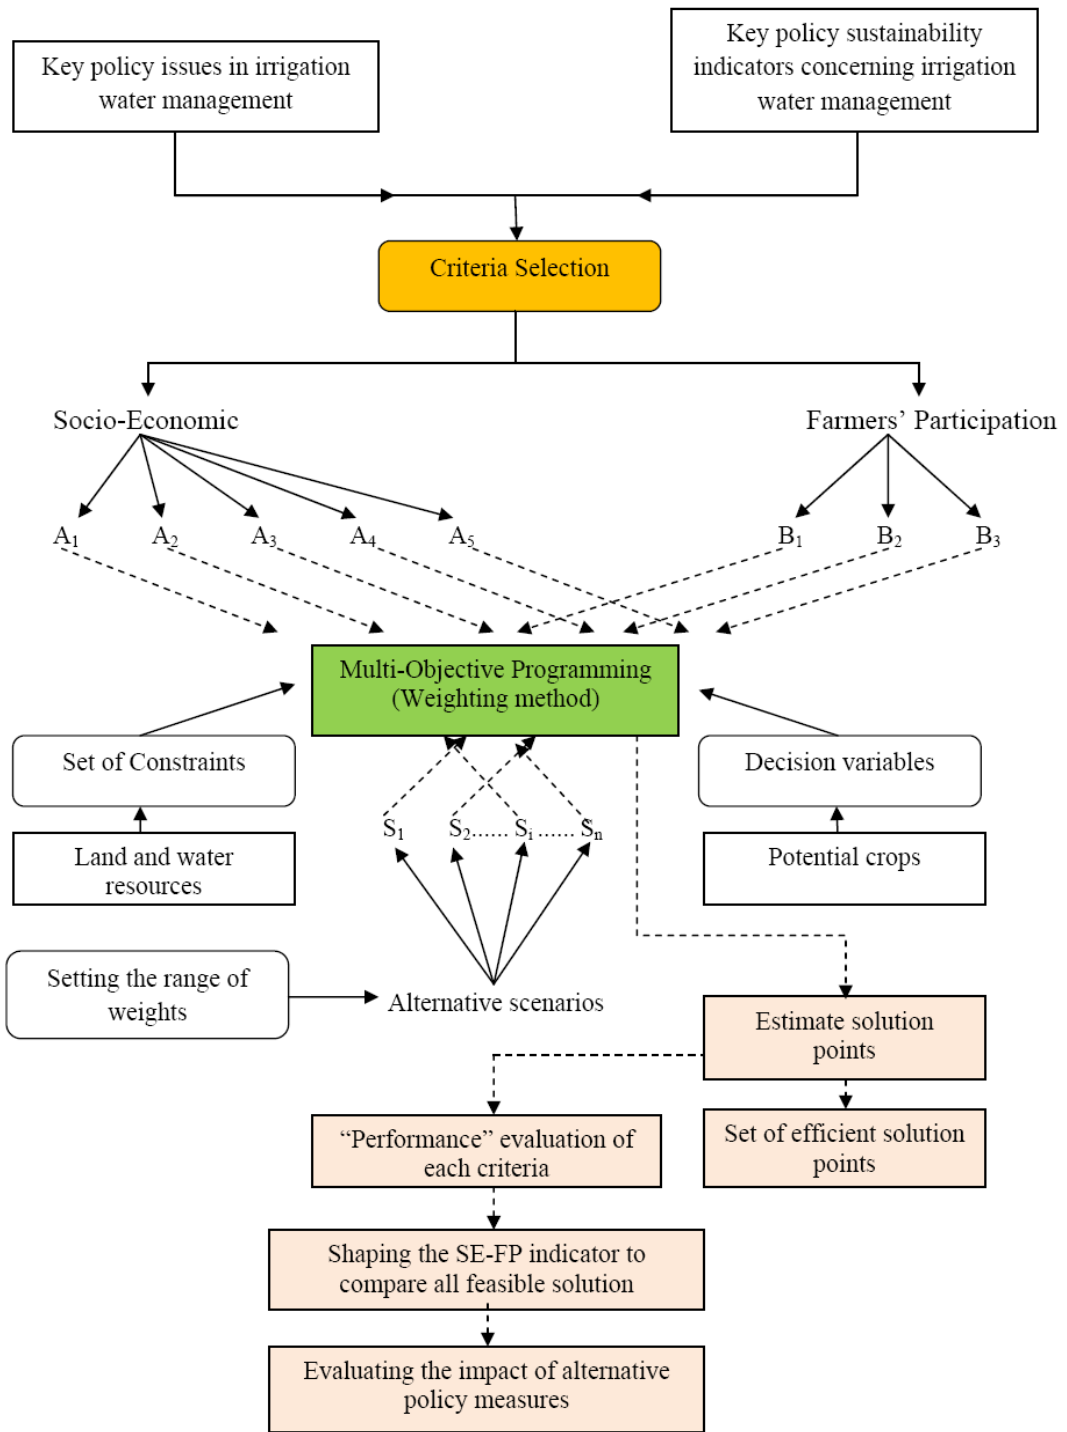 Key policy issues in irrigation
water management
Key policy sustainability
indicators concerning irrigation
water management
Criteria Selection
Socio-Economic
Farmers’ Participation
A₁ A₂ A₃ A₄ A₅ B₁ B₂ B₃
Multi-Objective Programming
(Weighting method)
Set of Constraints
Decision variables
S₁ S₂...... Sᵢ ...... Sₙ
Land and water
resources
Potential crops
Setting the range of
weights
Alternative scenarios
Estimate solution
points
“Performance” evaluation of
each criteria
Set of efficient solution
points
Shaping the SE-FP indicator to
compare all feasible solution
Evaluating the impact of alternative
policy measures